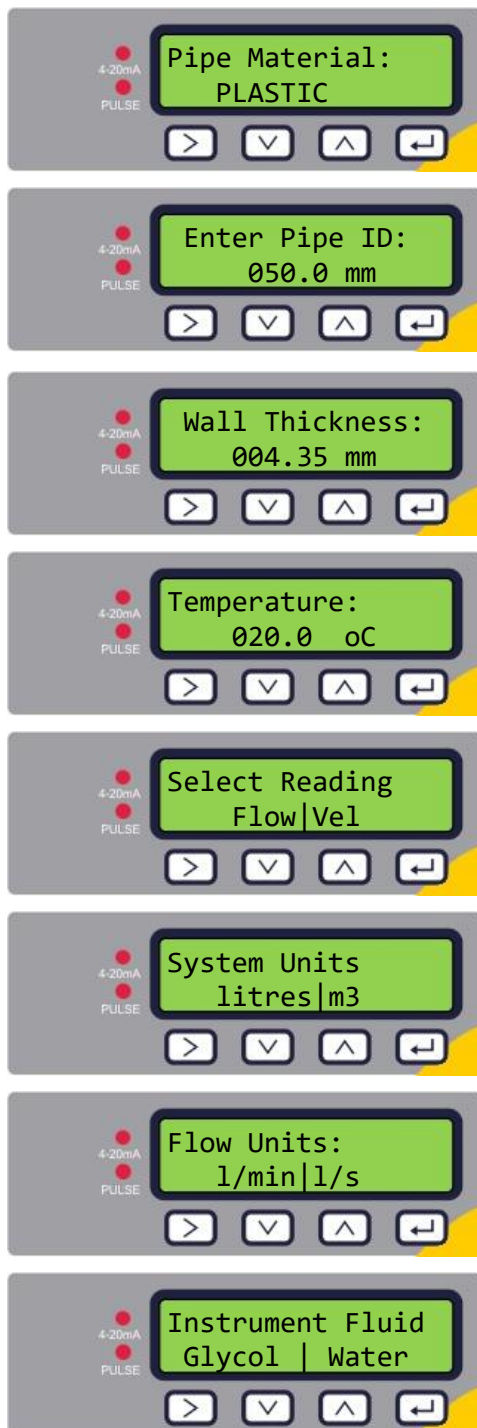 Pipe Material:
PLASTIC
4-20mA
PULSE
Enter Pipe ID:
050.0 mm
4-20mA
PULSE
Wall Thickness:
004.35 mm
4-20mA
PULSE
Temperature:
020.0 oC
4-20mA
PULSE
Select Reading
Flow|Vel
4-20mA
PULSE
System Units
litres|m3
4-20mA
PULSE
Flow Units:
l/min|l/s
4-20mA
PULSE
Instrument Fluid
Glycol | Water
4-20mA
PULSE